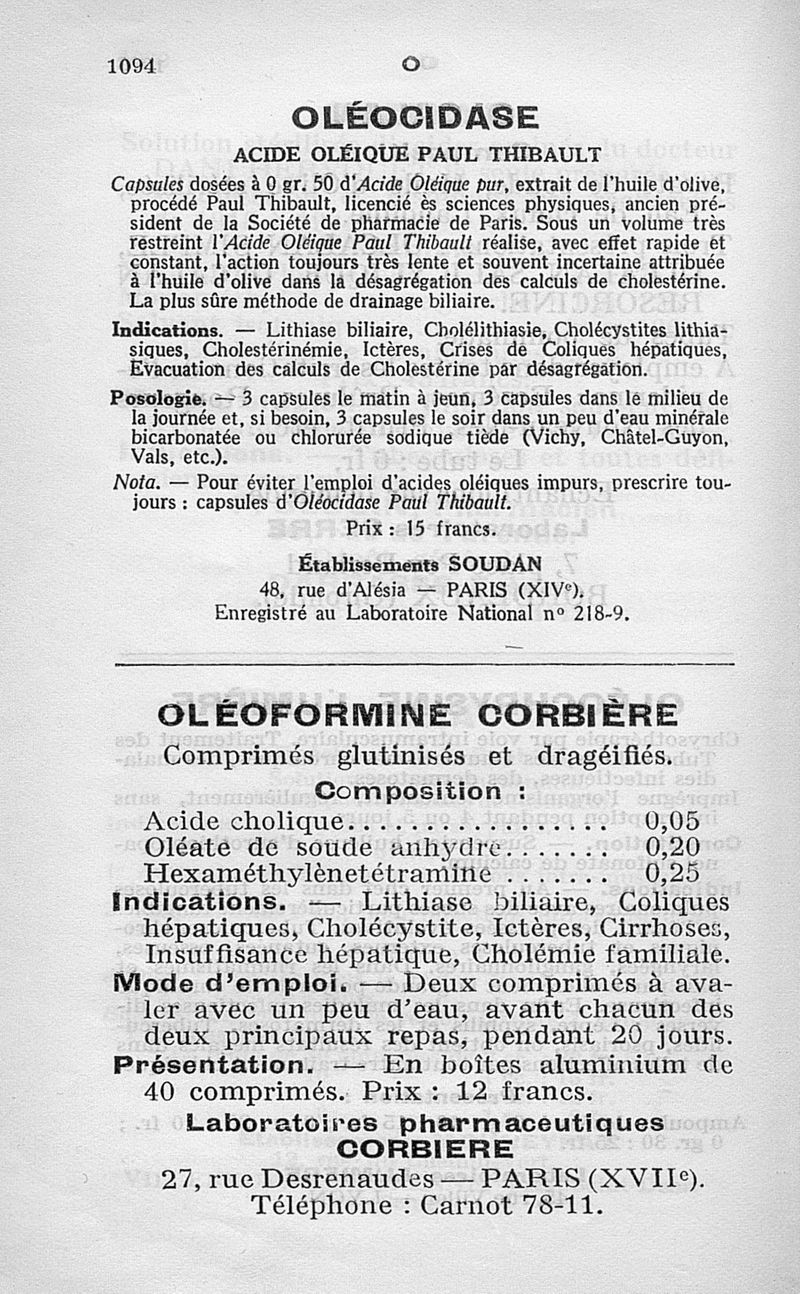 1094
O
OLÉOCIDASE
ACIDE OLÉIQUE PAUL THIBAULT
Capsules dosées à 0 gr. 50 d'Acide Oléique pur, extrait de l'huile d'olive,
procédé Paul Thibault, licencié ès sciences physiques, ancien pré-
sident de la Société de pharmacie de Paris. Sous un volume très
restreint l'Acide Oléique Paul Thibault réalise, avec effet rapide et
constant, l'action toujours très lente et souvent incertaine attribuée
à l'huile d'olive dans la désagrégation des calculs de cholestérine.
La plus sûre méthode de drainage biliaire.
Indications. — Lithiase biliaire, Cholélithiasie, Cholécystites lithia-
siques, Cholestérinémie, Ictères, Crises de Coliques hépatiques,
Evacuation des calculs de Cholestérine par désagrégation.
Posologie. — 3 capsules le matin à jeun, 3 capsules dans le milieu de
la journée et, si besoin, 3 capsules le soir dans un peu d'eau minérale
bicarbonatée ou chlorurée sodique tiède (Vichy, Châtel-Guyon,
Vals, etc.).
Nota. — Pour éviter l'emploi d'acides oléiques impurs, prescrire tou-
jours : capsules d'Oléocidase Paul Thibault.
Prix : 15 francs.
Établissements SOUDAN
48, rue d'Alésia — PARIS (XIVe).
Enregistré au Laboratoire National nº 218-9.
OLÉOFORMINE CORBIÈRE
Comprimés glutinisés et dragéifiés.
Composition :
Acide cholique................. 0,05
Oléate de soude anhydre....... 0,20
Hexaméthylènetétramine ....... 0,25
Indications. — Lithiase biliaire, Coliques
hépatiques, Cholécystite, Ictères, Cirrhoses,
Insuffisance hépatique, Cholémie familiale.
Mode d'emploi. — Deux comprimés à ava-
ler avec un peu d'eau, avant chacun des
deux principaux repas, pendant 20 jours.
Présentation. — En boîtes aluminium de
40 comprimés. Prix : 12 francs.
Laboratoires pharmaceutiques
CORBIERE
27, rue Desrenaudes — PARIS (XVIIe).
Téléphone : Carnot 78-11.